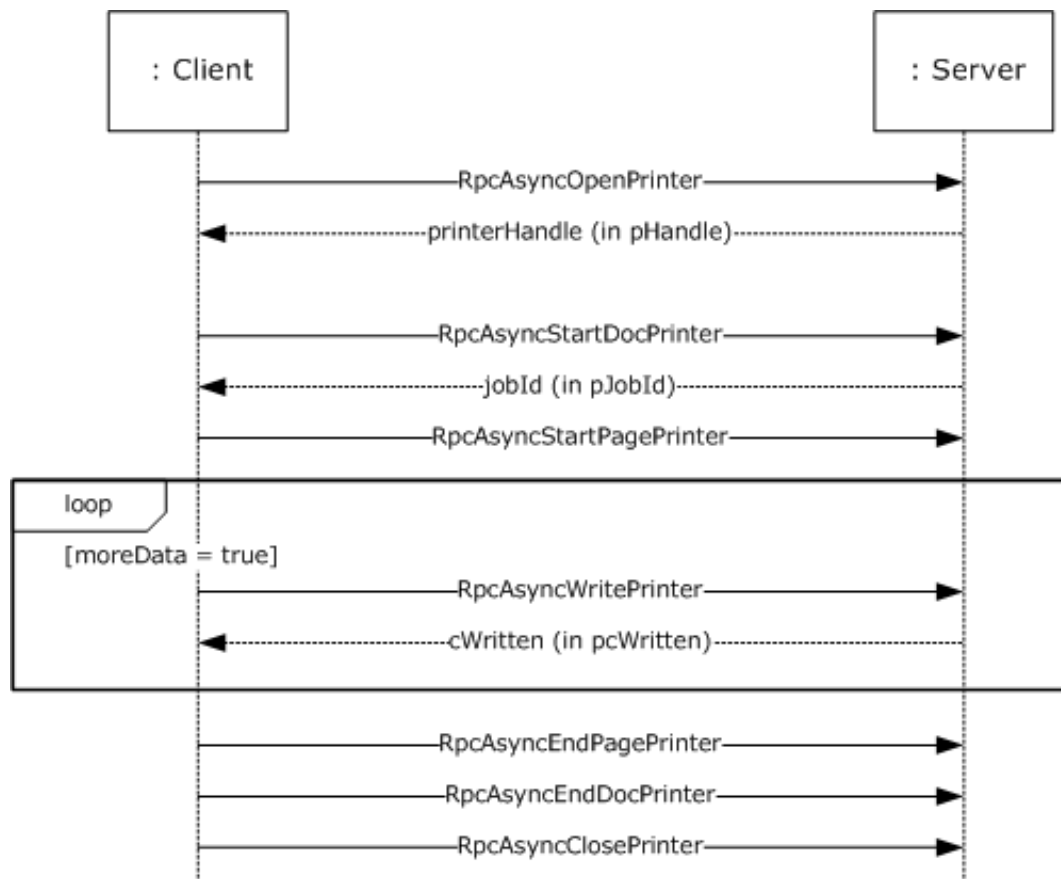 : Client
: Server
RpcAsyncOpenPrinter
printerHandle (in pHandle)
RpcAsyncStartDocPrinter
jobId (in pJobId)
RpcAsyncStartPagePrinter
loop
[moreData = true]
RpcAsyncWritePrinter
cWritten (in pcWritten)
RpcAsyncEndPagePrinter
RpcAsyncEndDocPrinter
RpcAsyncClosePrinter